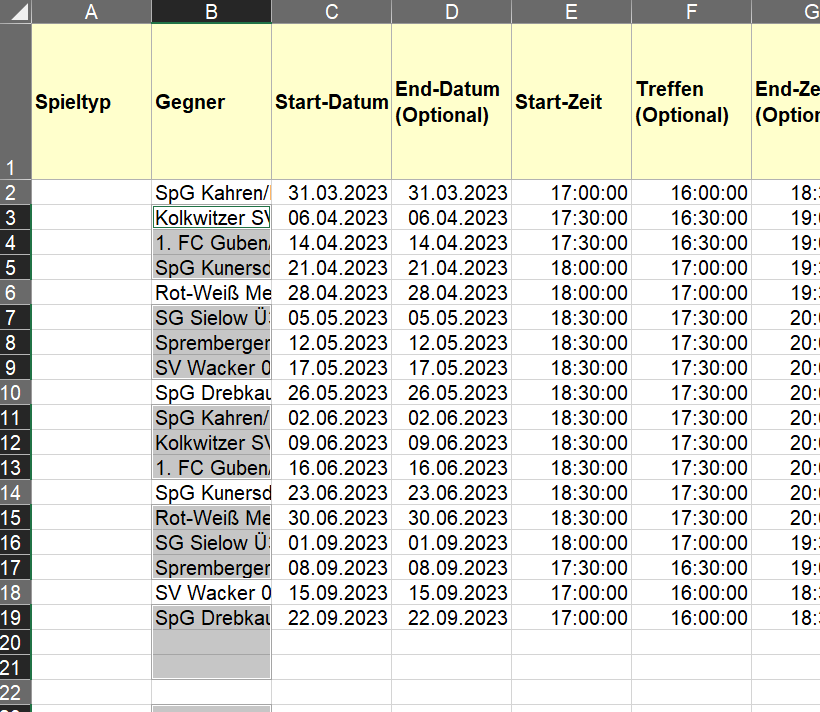 A B C D E F G
Spieltyp Gegner Start-Datum End-Datum (Optional) Start-Zeit Treffen (Optional) End-Ze (Option
1
2 SpG Kahren/ 31.03.2023 31.03.2023 17:00:00 16:00:00 18:
3 Kolkwitzer SV 06.04.2023 06.04.2023 17:30:00 16:30:00 19:0
4 1. FC Guben/ 14.04.2023 14.04.2023 17:30:00 16:30:00 19:0
5 SpG Kunersd 21.04.2023 21.04.2023 18:00:00 17:00:00 19:3
6 Rot-Weiß Me 28.04.2023 28.04.2023 18:00:00 17:00:00 19:3
7 SG Sielow Ü 05.05.2023 05.05.2023 18:30:00 17:30:00 20:0
8 Spremberger 12.05.2023 12.05.2023 18:30:00 17:30:00 20:0
9 SV Wacker 0 17.05.2023 17.05.2023 18:30:00 17:30:00 20:0
10 SpG Drebkau 26.05.2023 26.05.2023 18:30:00 17:30:00 20:0
11 SpG Kahren/ 02.06.2023 02.06.2023 18:30:00 17:30:00 20:0
12 Kolkwitzer SV 09.06.2023 09.06.2023 18:30:00 17:30:00 20:0
13 1. FC Guben/ 16.06.2023 16.06.2023 18:30:00 17:30:00 20:0
14 SpG Kunersd 23.06.2023 23.06.2023 18:30:00 17:30:00 20:0
15 Rot-Weiß Me 30.06.2023 30.06.2023 18:30:00 17:30:00 20:0
16 SG Sielow Ü 01.09.2023 01.09.2023 18:00:00 17:00:00 19:3
17 Spremberger 08.09.2023 08.09.2023 17:30:00 16:30:00 19:0
18 SV Wacker 0 15.09.2023 15.09.2023 17:00:00 16:00:00 18:
19 SpG Drebkau 22.09.2023 22.09.2023 17:00:00 16:00:00 18:
20
21
22